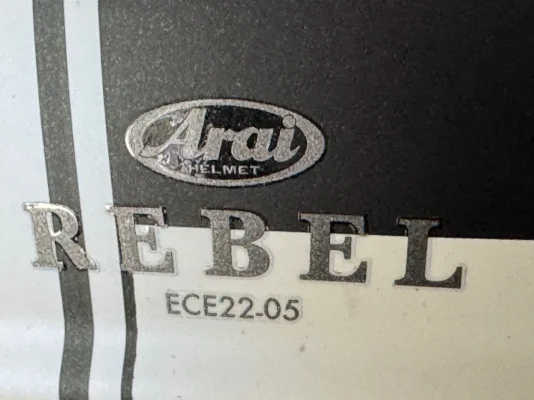 Arai
HELMET
REBEL
ECE22-05